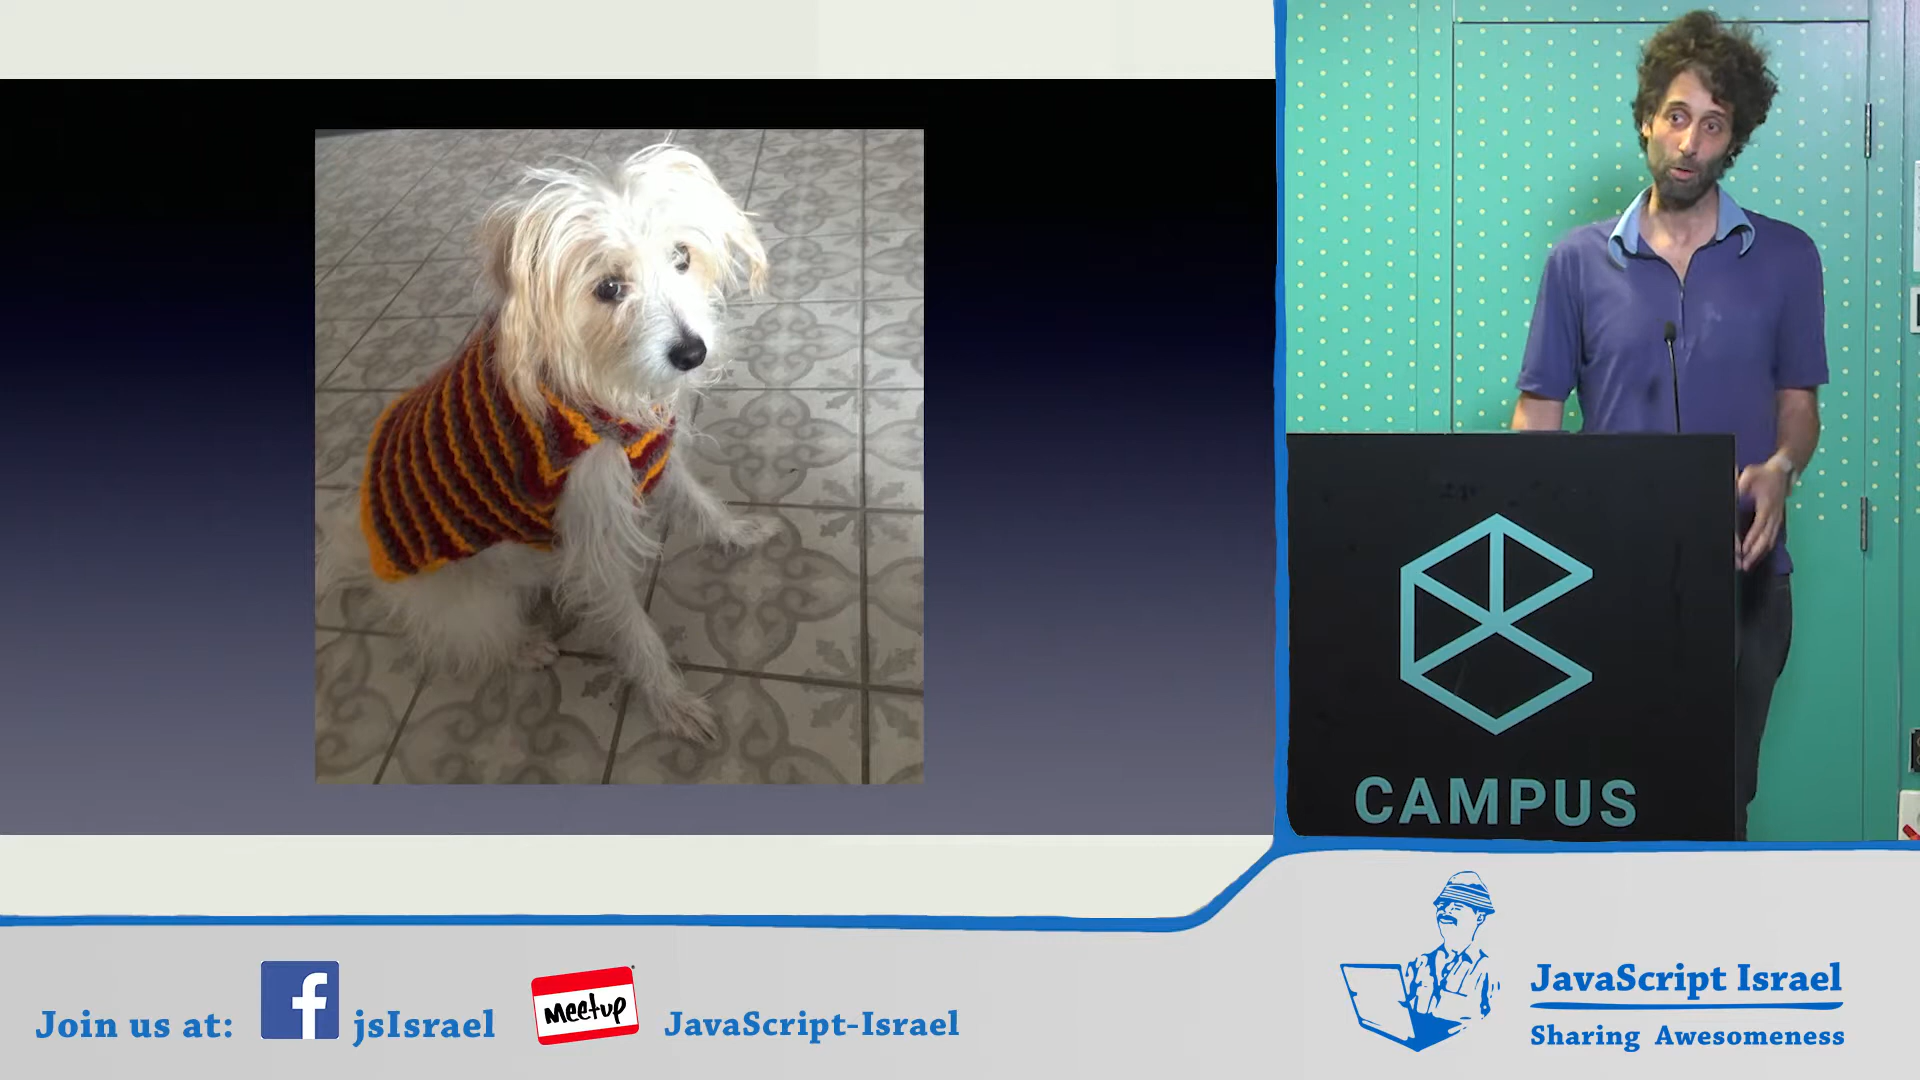 CAMPUS
Join us at:
f
jsIsrael
Meetup
JavaScript-Israel
JavaScript Israel
Sharing Awesomeness